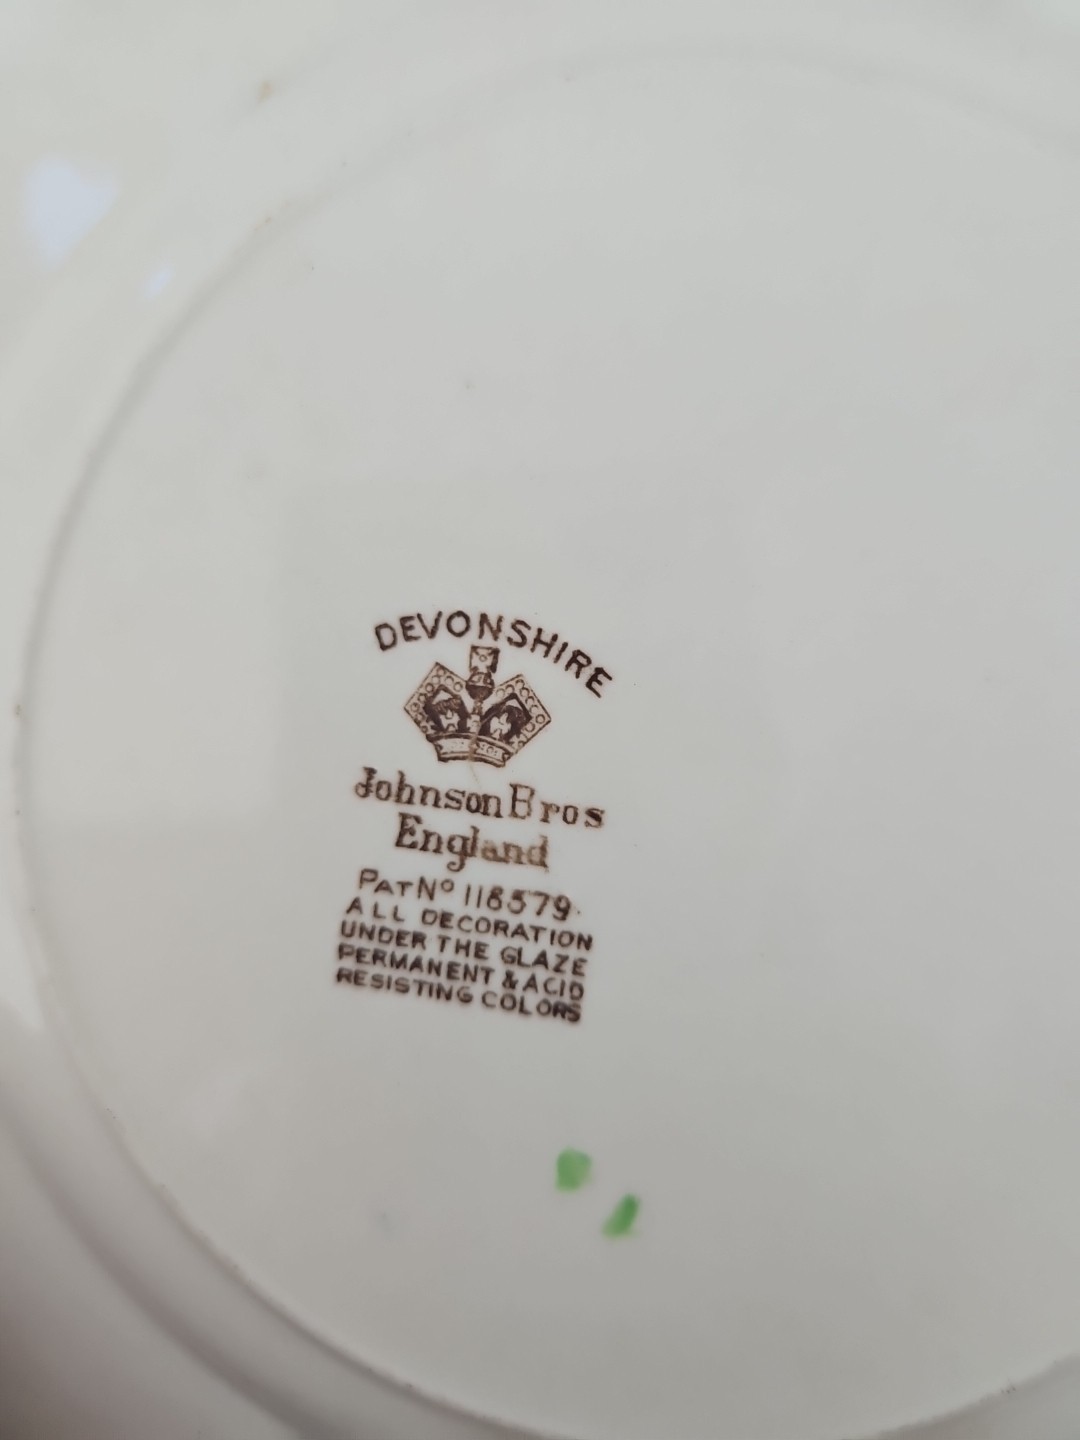 DEVONSHIRE
Johnson Bros
England
PAT Nº 118579.
ALL DECORATION
UNDER THE GLAZE
PERMANENT & ACID
RESISTING COLORS